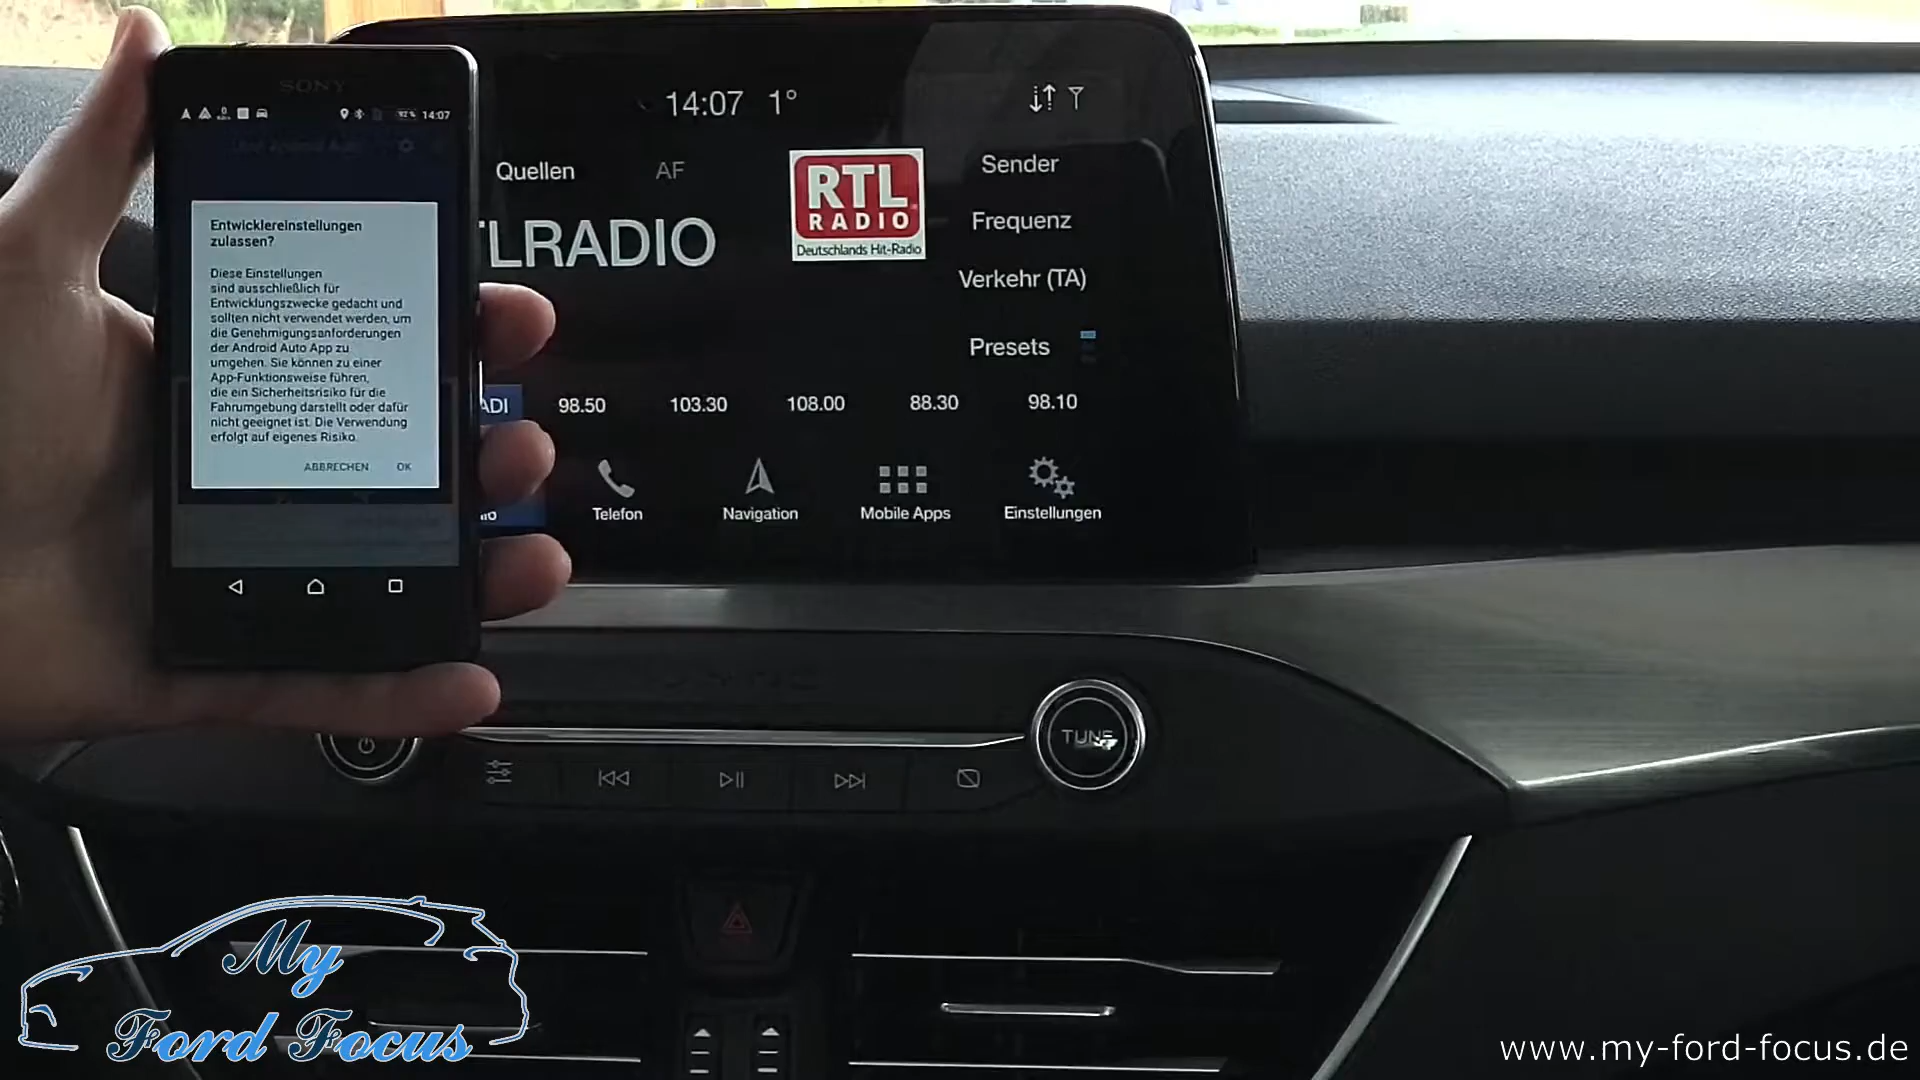 SONY
14:07
92 %
Entwicklereinstellungen
zulassen?
Diese Einstellungen
sind ausschließlich für
Entwicklungszwecke gedacht und
sollten nicht verwendet werden, um
die Genehmigungsanforderungen
der Android Auto App zu
umgehen. Sie können zu einer
App-Funktionsweise führen,
die ein Sicherheitsrisiko für die
Fahrumgebung darstellt oder dafür
nicht geeignet ist. Die Verwendung
erfolgt auf eigenes Risiko.
ABBRECHEN OK
14:07 1°
Quellen AF
TLRADIO
RTL
RADIO
Deutschlands Hit-Radio
Sender
Frequenz
Verkehr (TA)
Presets
ADI 98.50 103.30 108.00 88.30 98.10
Telefon Navigation Mobile Apps Einstellungen
TUNE
My
Ford Focus
www.my-ford-focus.de